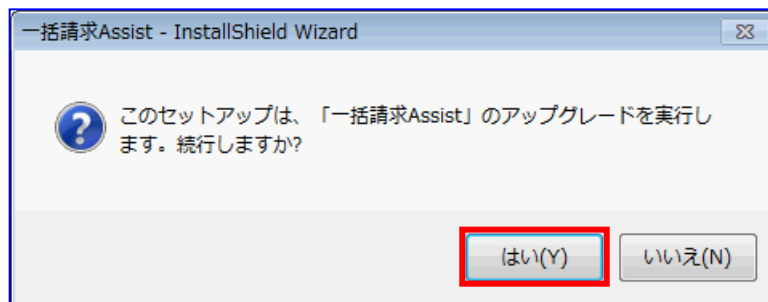 一括請求Assist - InstallShield Wizard
このセットアップは、「一括請求Assist」のアップグレードを実行し
ます。続行しますか?
はい(Y)
いいえ(N)